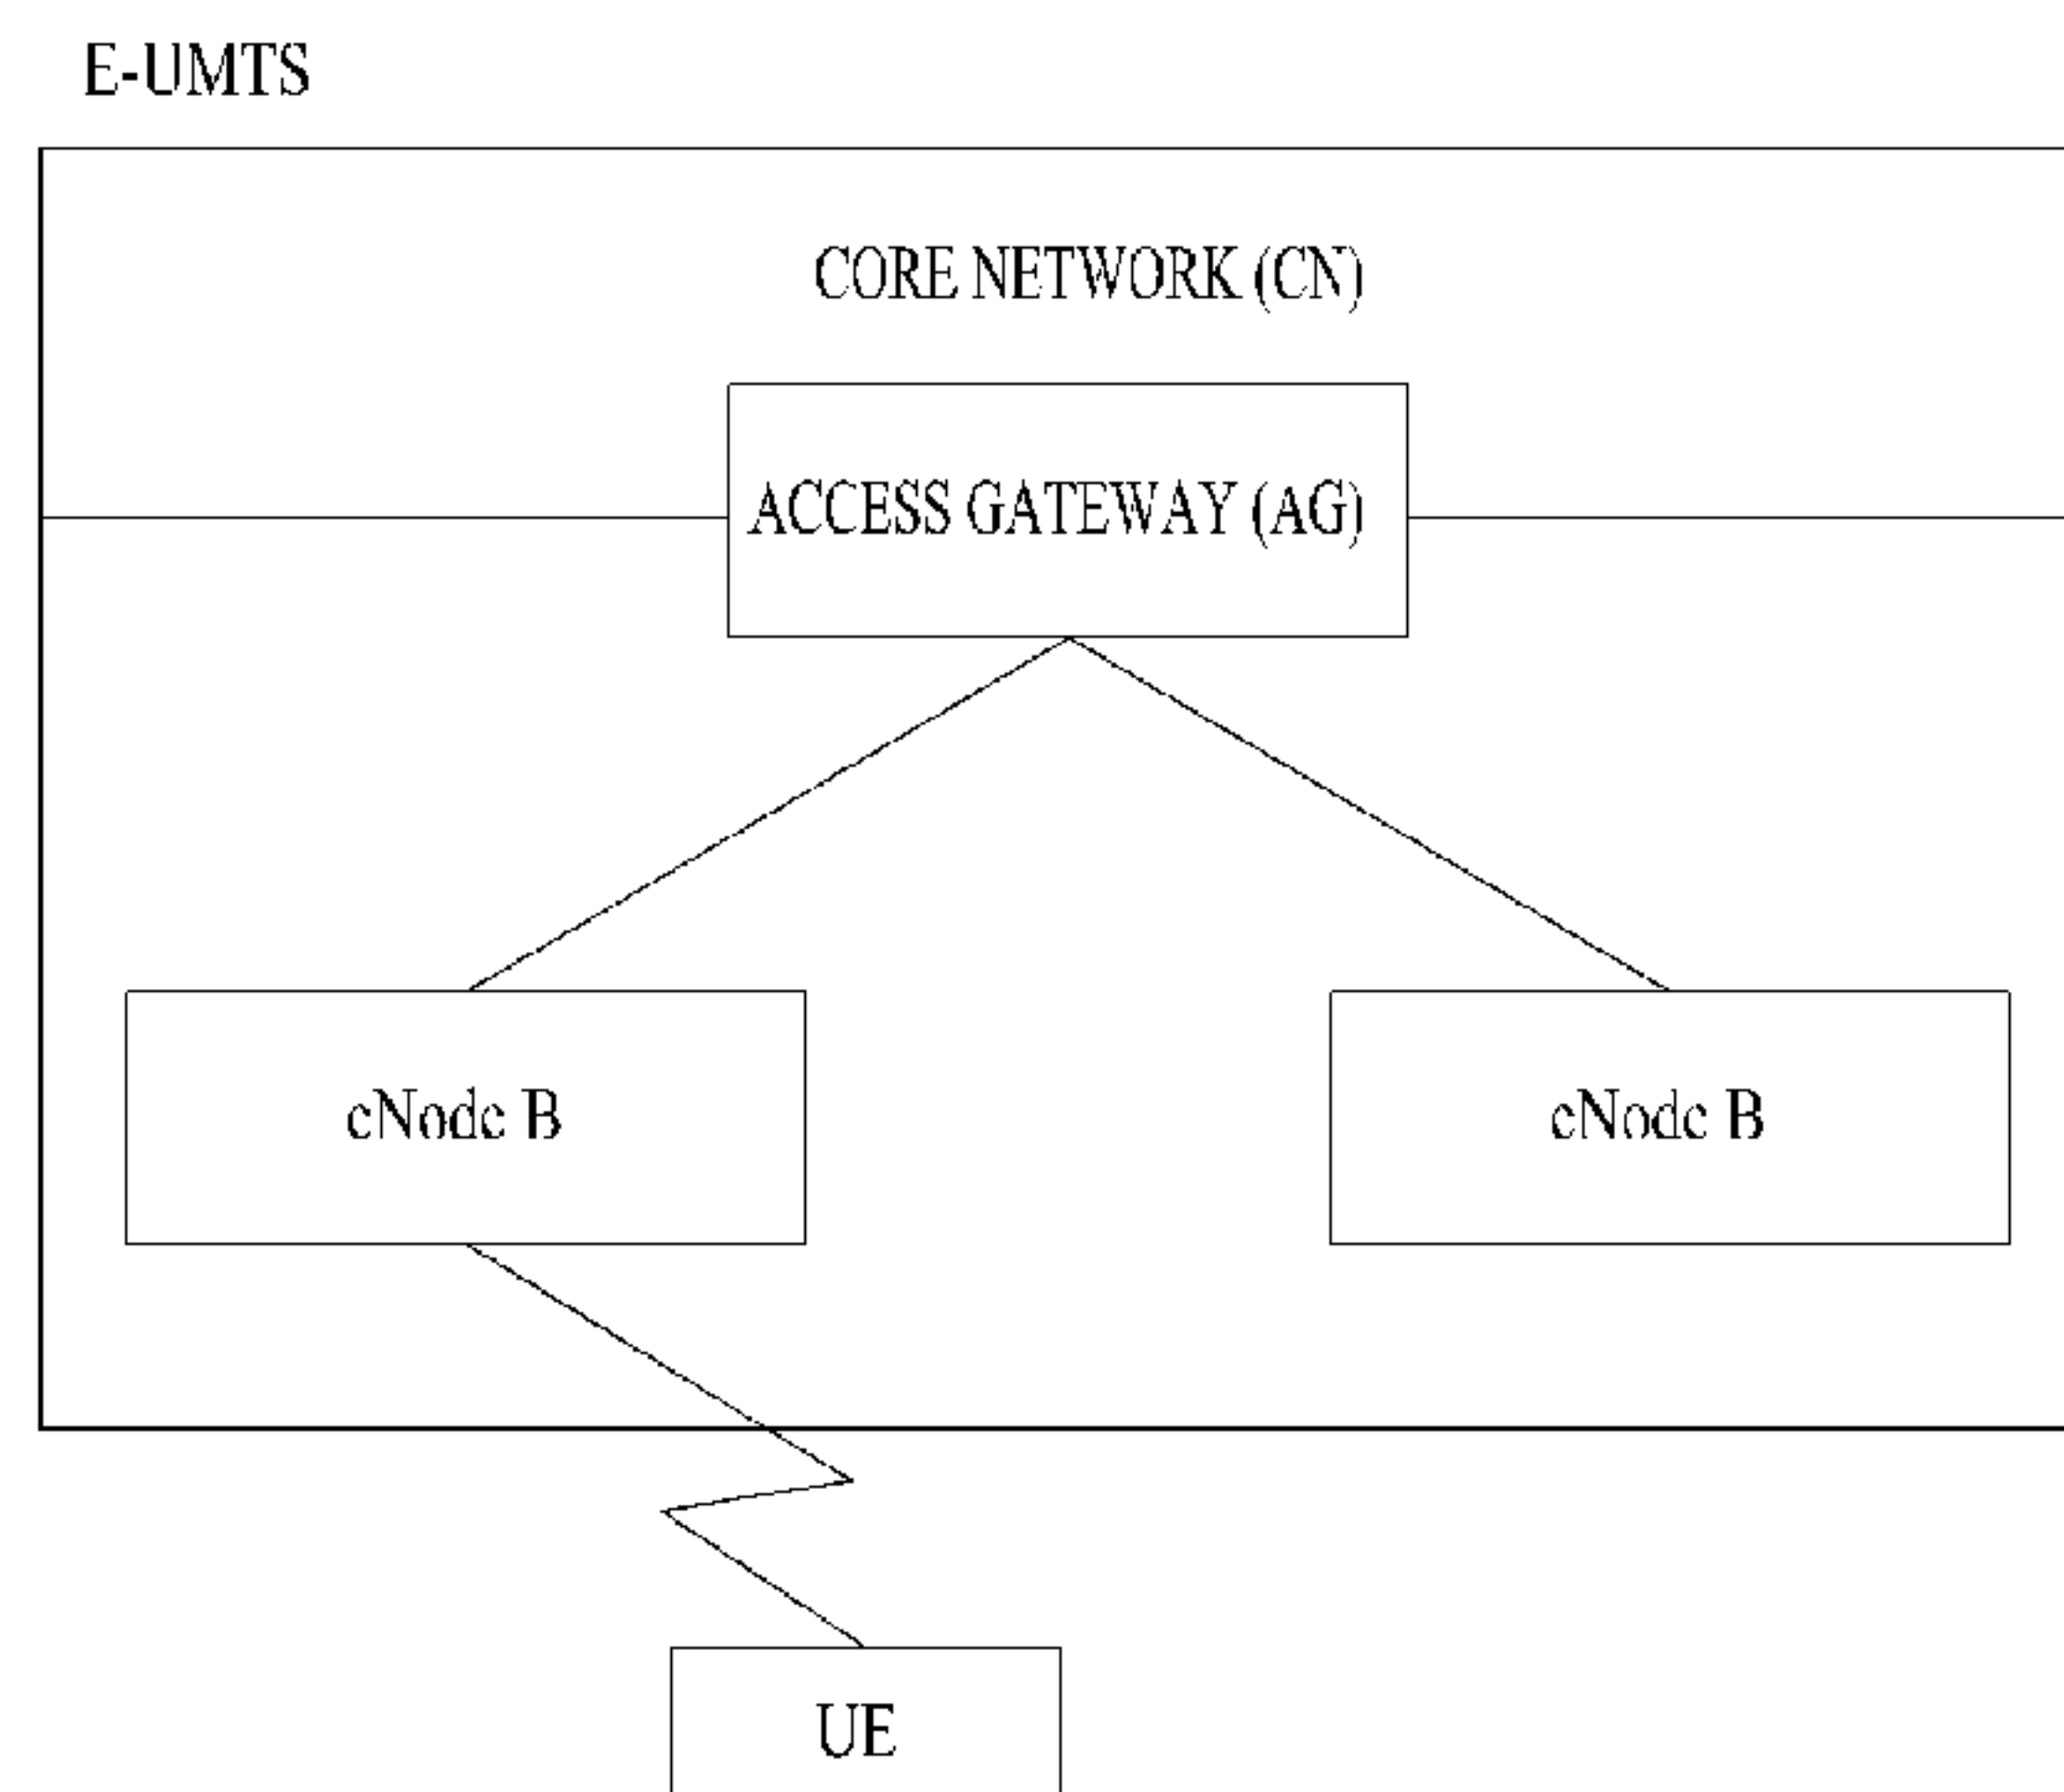 E-UMTS
CORE NETWORK (CN)
ACCESS GATEWAY (AG)
eNode B
eNode B
UE